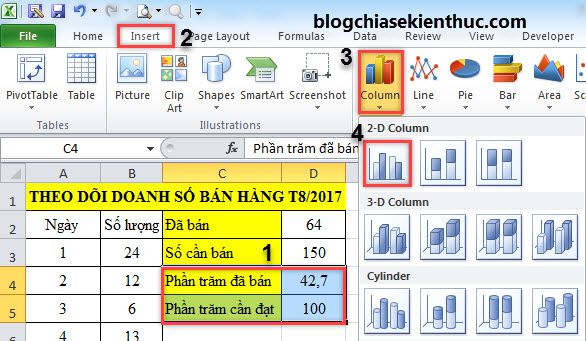 blogchiasekienthuc.com
File Home Insert 2 Page Layout Formulas Data View Developer
3
PivotTable Table Picture Clip Art Shapes SmartArt Screenshot Column Line Pie Bar Area
Tables Illustrations
4 2-D Column
C4 fx Phần trăm đã bán
A B C D
1 THEO DÕI DOANH SỐ BÁN HÀNG T8/2017
3-D Column
2 Ngày Số lượng Đã bán 64
3 1 24 Số cần bán 1 150
Cylinder
4 2 12 Phần trăm đã bán 42,7
5 3 6 Phần trăm cần đạt 100
6 4 13